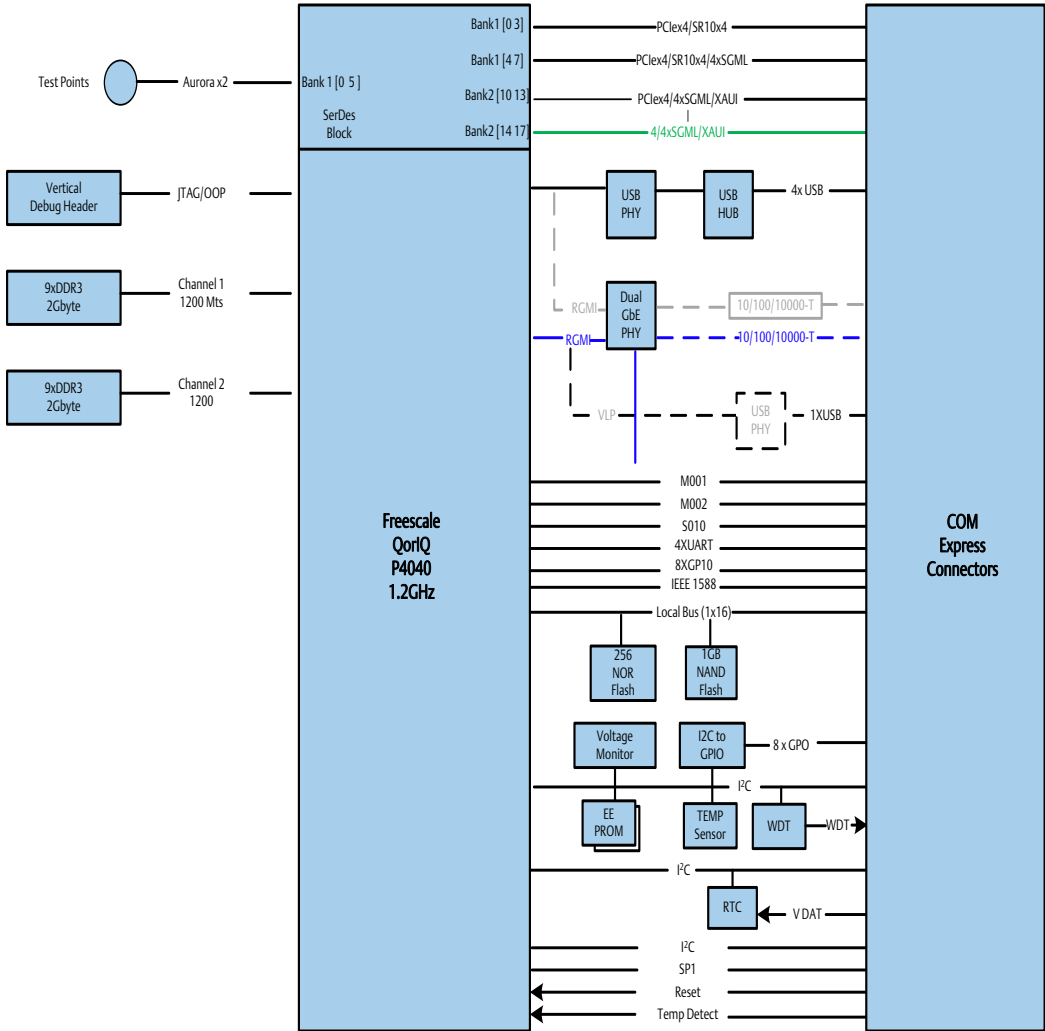 Bank1 [0 3]
PCIex4/SR10x4
Bank1 [4 7]
PCIex4/SR10x4/4xSGML
Test Points
Aurora x2
Bank 1 [0 5 ]
Bank2 [10 13]
PCIex4/4xSGML/XAUI
SerDes
Block
Bank2 [14 17]
4/4xSGML/XAUI
Vertical
Debug Header
JTAG/OOP
USB
PHY
USB
HUB
4x USB
9xDDR3
2Gbyte
Channel 1
1200 Mts
RGMI
Dual
GbE
PHY
10/100/10000-T
RGMI
10/100/10000-T
9xDDR3
2Gbyte
Channel 2
1200
VLP
USB
PHY
1XUSB
M001
M002
S010
4XUART
8XGP10
IEEE 1588
Freescale
QorIQ
P4040
1.2GHz
COM
Express
Connectors
Local Bus (1x16)
256
NOR
Flash
1GB
NAND
Flash
Voltage
Monitor
I2C to
GPIO
8 x GPO
I²C
EE
PROM
TEMP
Sensor
WDT
WDT
I²C
RTC
V DAT
I²C
SP1
Reset
Temp Detect